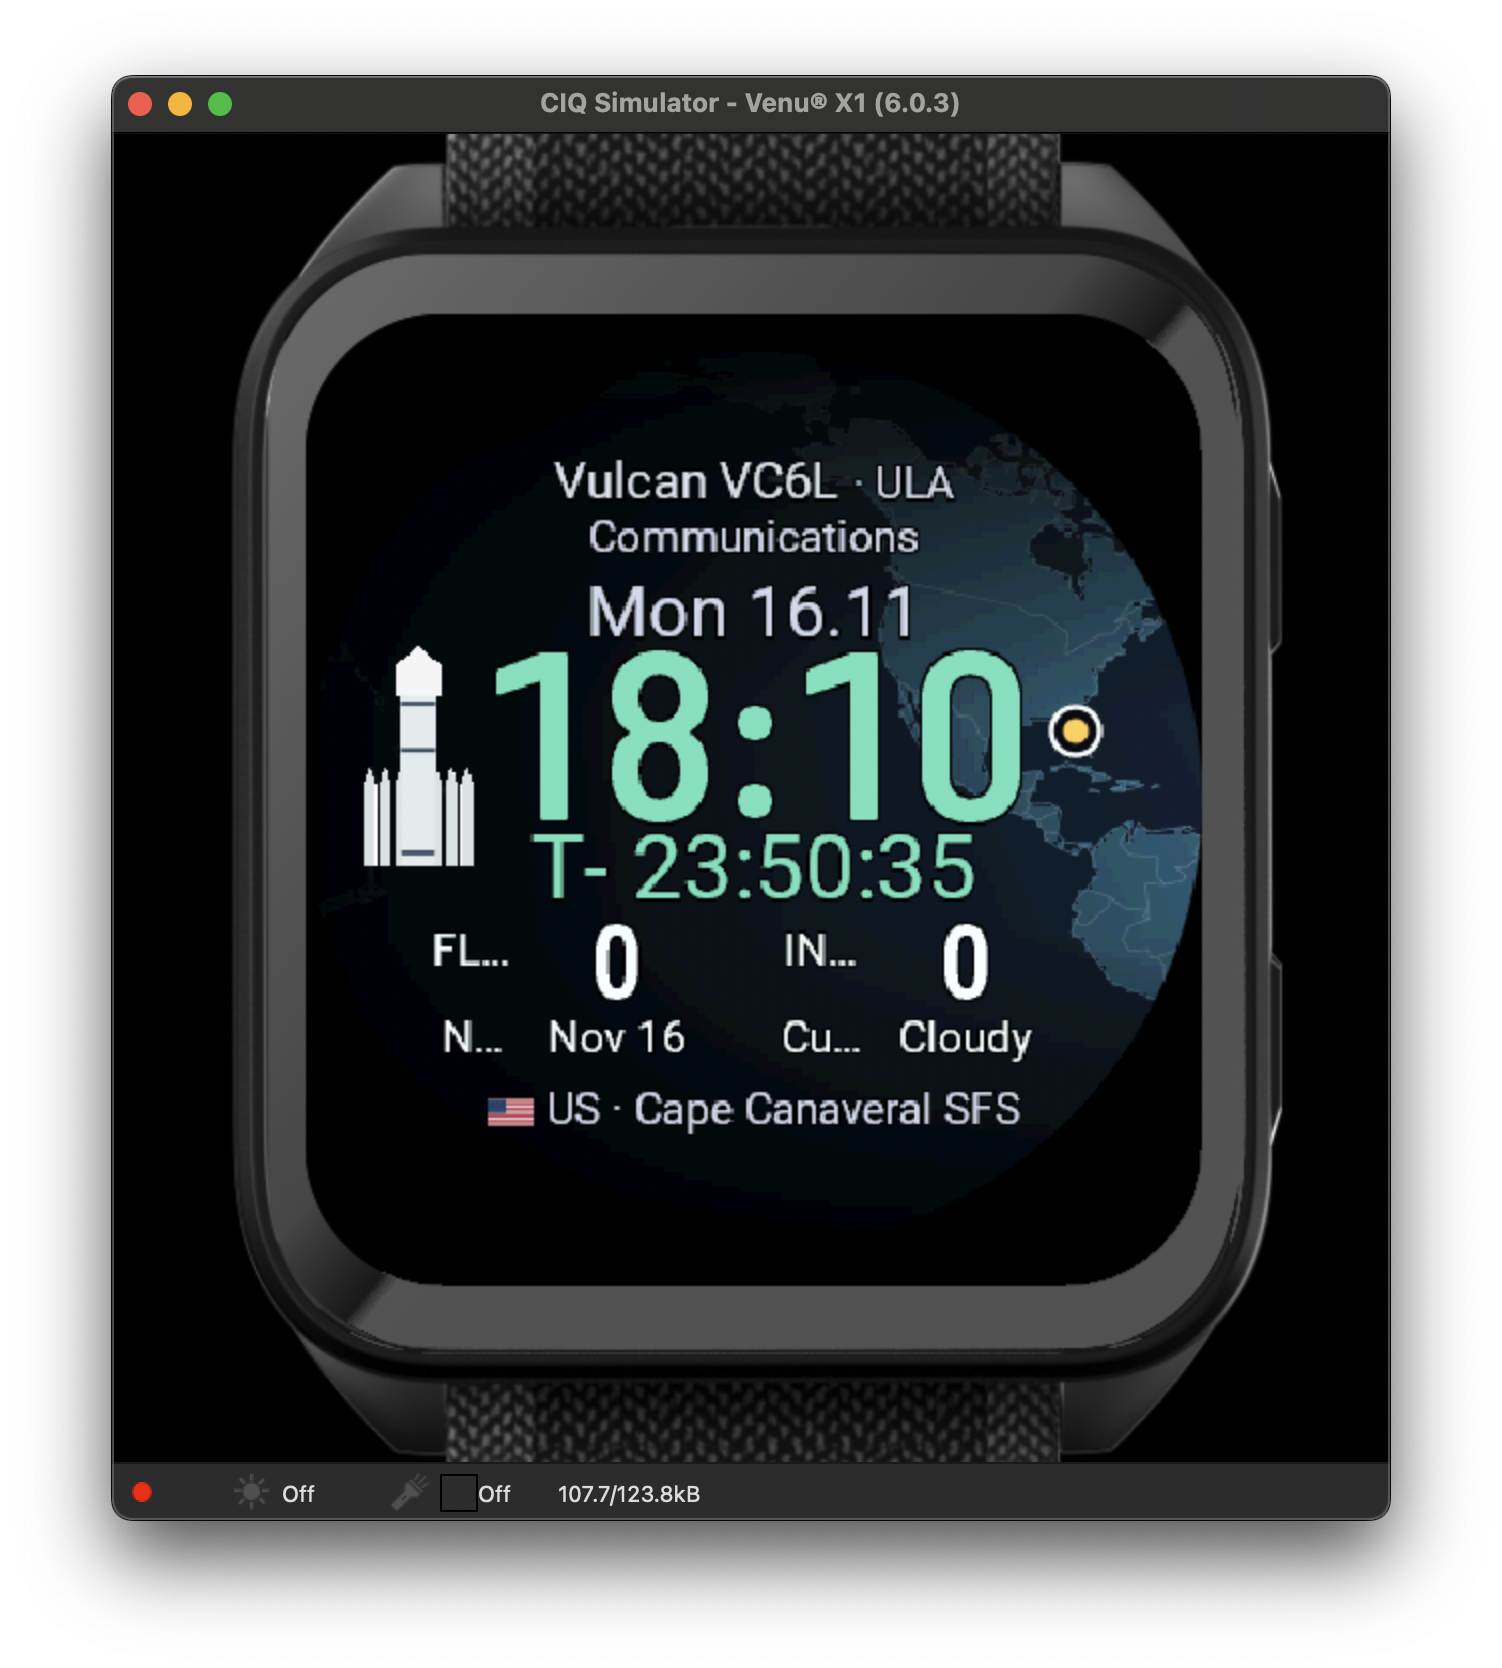 CIQ Simulator - Venu® X1 (6.0.3)
Vulcan VC6L · ULA
Communications
Mon 16.11
18:10
T- 23:50:35
FL... 0 IN... 0
N... Nov 16 Cu... Cloudy
US · Cape Canaveral SFS
Off Off 107.7/123.8kB